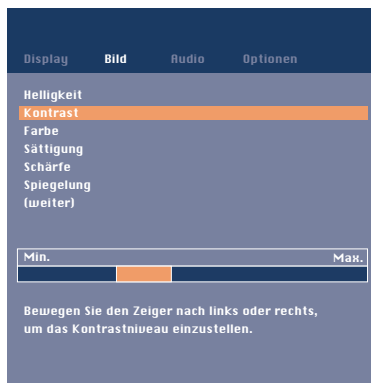 Display Bild Audio Optionen
Helligkeit
Kontrast
Farbe
Sättigung
Schärfe
Spiegelung
(weiter)
Min. Max.
Bewegen Sie den Zeiger nach links oder rechts,
um das Kontrastniveau einzustellen.